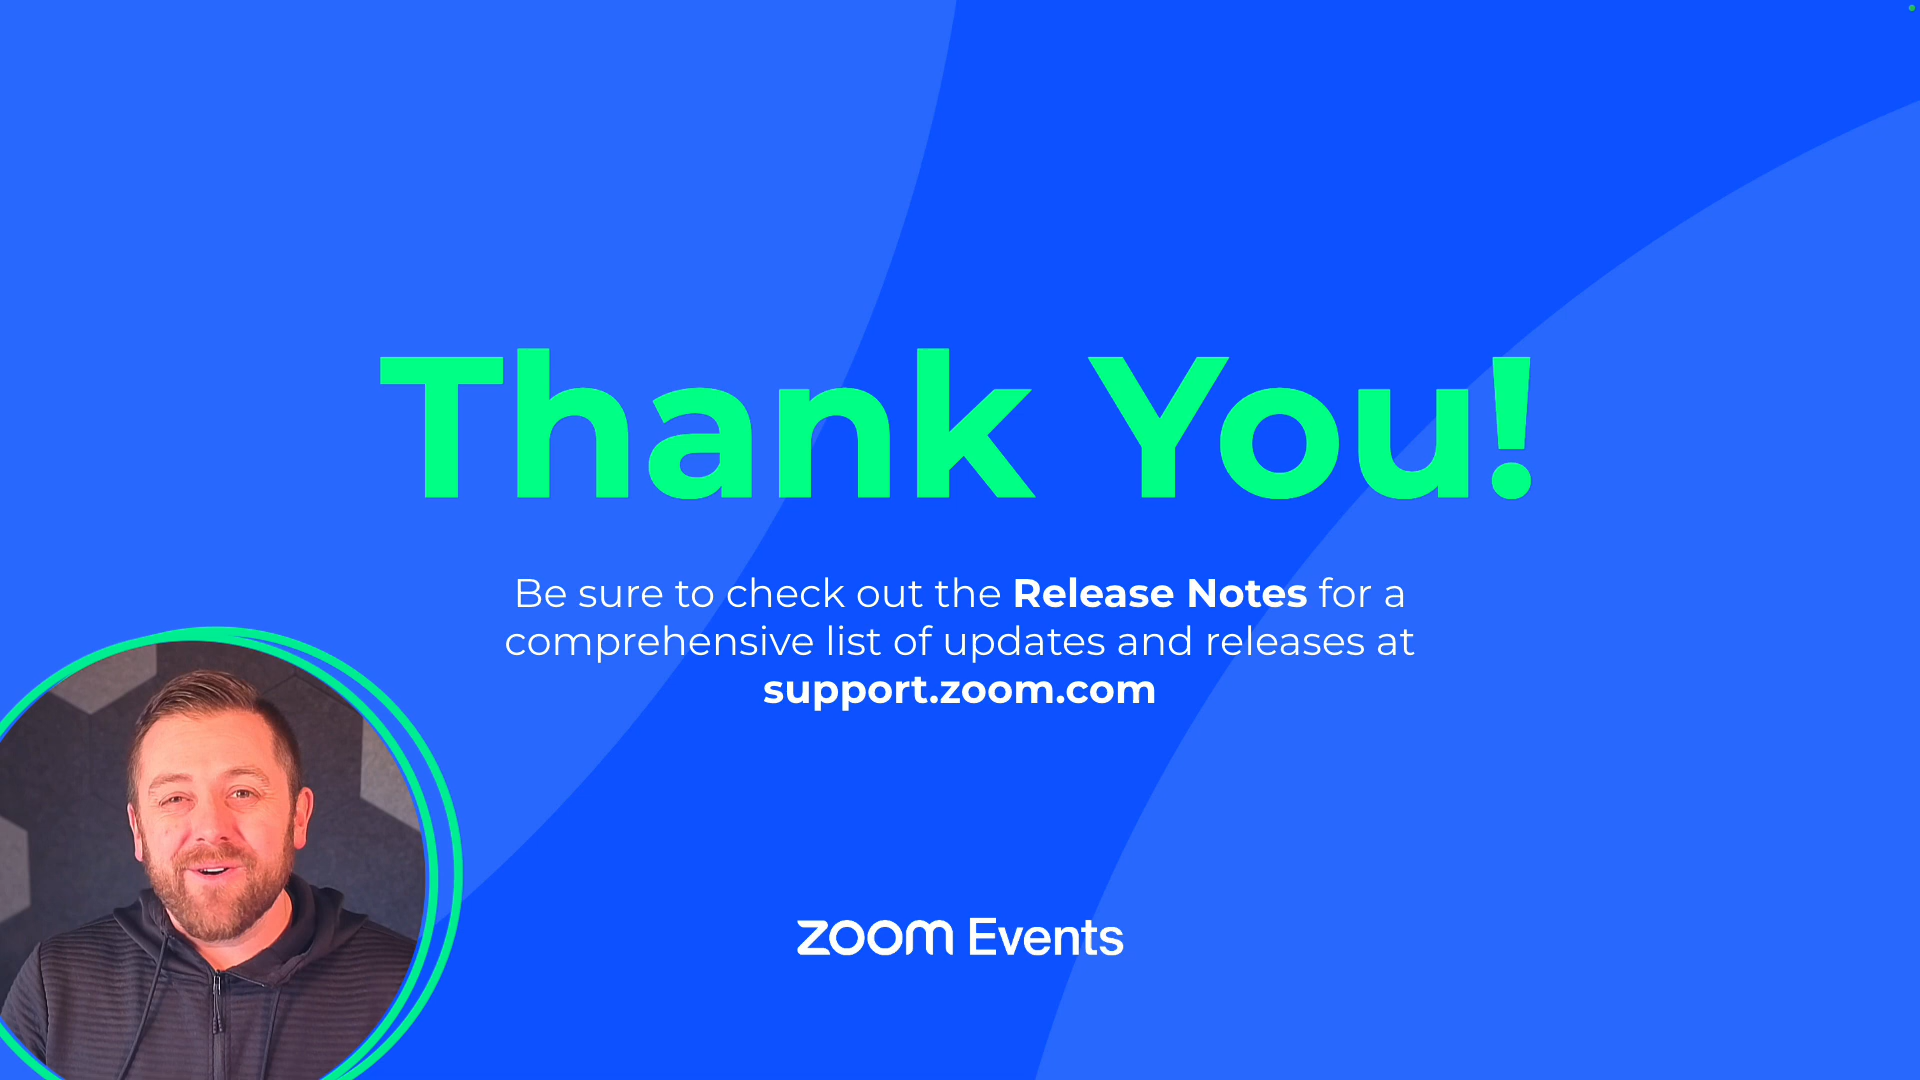 Thank You!
Be sure to check out the Release Notes for a
comprehensive list of updates and releases at
support.zoom.com
zoom Events